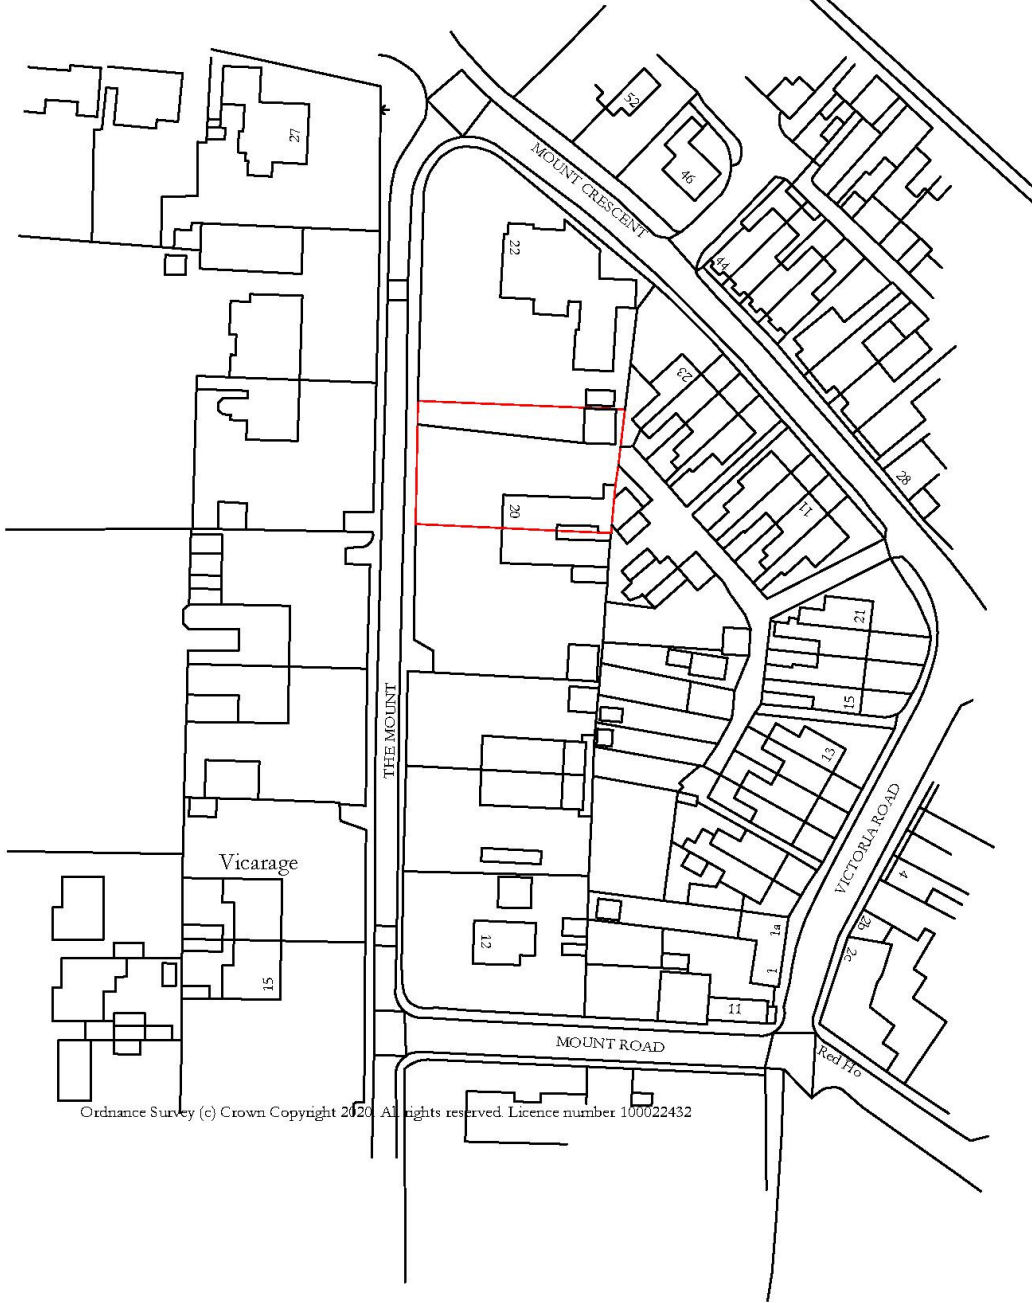 52
27
MOUNT CRESCENT
46
22
44
23
28
11
20
21
15
THE MOUNT
13
VICTORIA ROAD
Vicarage
4
2b
1a
12
2c
1
15
11
MOUNT ROAD
Red Ho
Ordnance Survey (c) Crown Copyright 2020. All rights reserved. Licence number 100022432